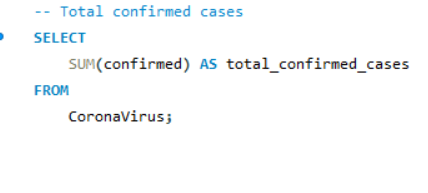 -- Total confirmed cases
SELECT
    SUM(confirmed) AS total_confirmed_cases
FROM
    CoronaVirus;